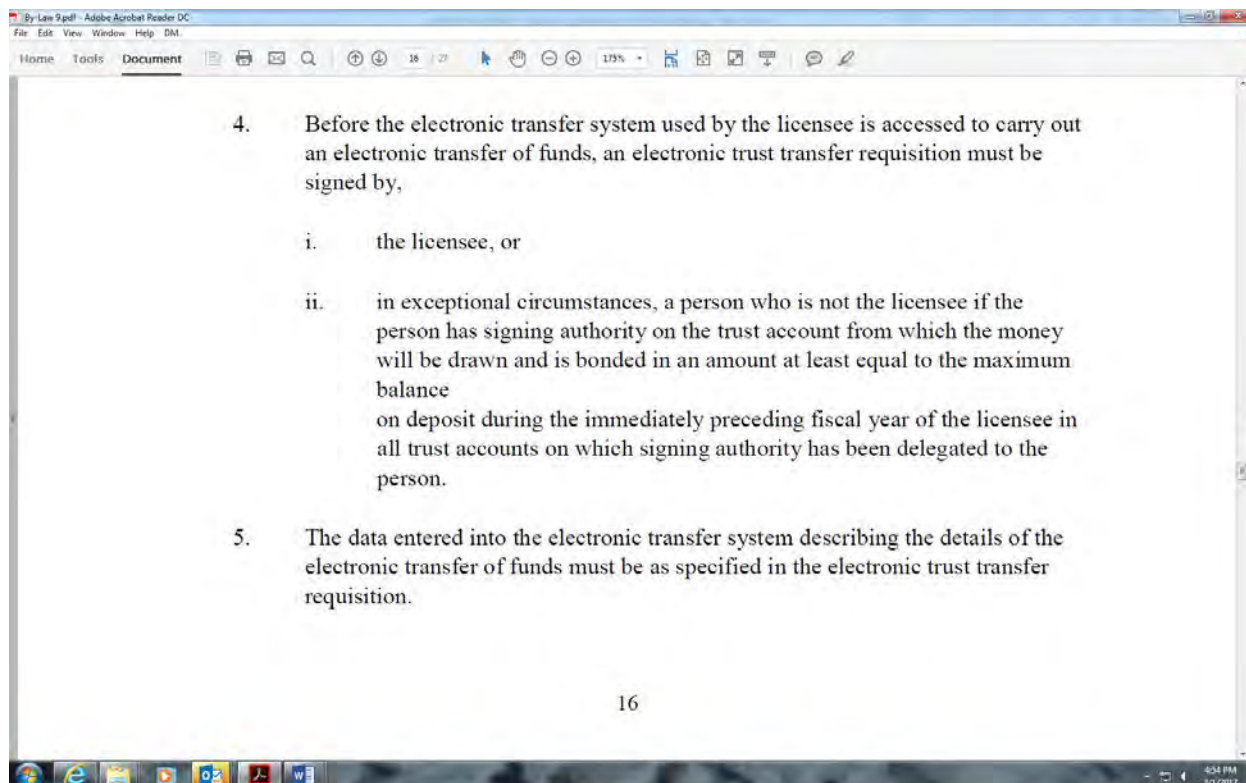 By-Law 9.pdf - Adobe Acrobat Reader DC
File Edit View Window Help DM
Home Tools Document 16 / 27 175%
4. Before the electronic transfer system used by the licensee is accessed to carry out
an electronic transfer of funds, an electronic trust transfer requisition must be
signed by,
i. the licensee, or
ii. in exceptional circumstances, a person who is not the licensee if the
person has signing authority on the trust account from which the money
will be drawn and is bonded in an amount at least equal to the maximum
balance
on deposit during the immediately preceding fiscal year of the licensee in
all trust accounts on which signing authority has been delegated to the
person.
5. The data entered into the electronic transfer system describing the details of the
electronic transfer of funds must be as specified in the electronic trust transfer
requisition.
16
4:54 PM